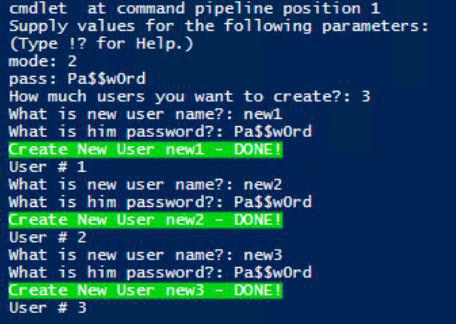 cmdlet  at command pipeline position 1
Supply values for the following parameters:
(Type !? for Help.)
mode: 2
pass: Pa$$w0rd
How much users you want to create?: 3
What is new user name?: new1
What is him password?: Pa$$w0rd
Create New User new1 - DONE!
User # 1
What is new user name?: new2
What is him password?: Pa$$w0rd
Create New User new2 - DONE!
User # 2
What is new user name?: new3
What is him password?: Pa$$w0rd
Create New User new3 - DONE!
User # 3